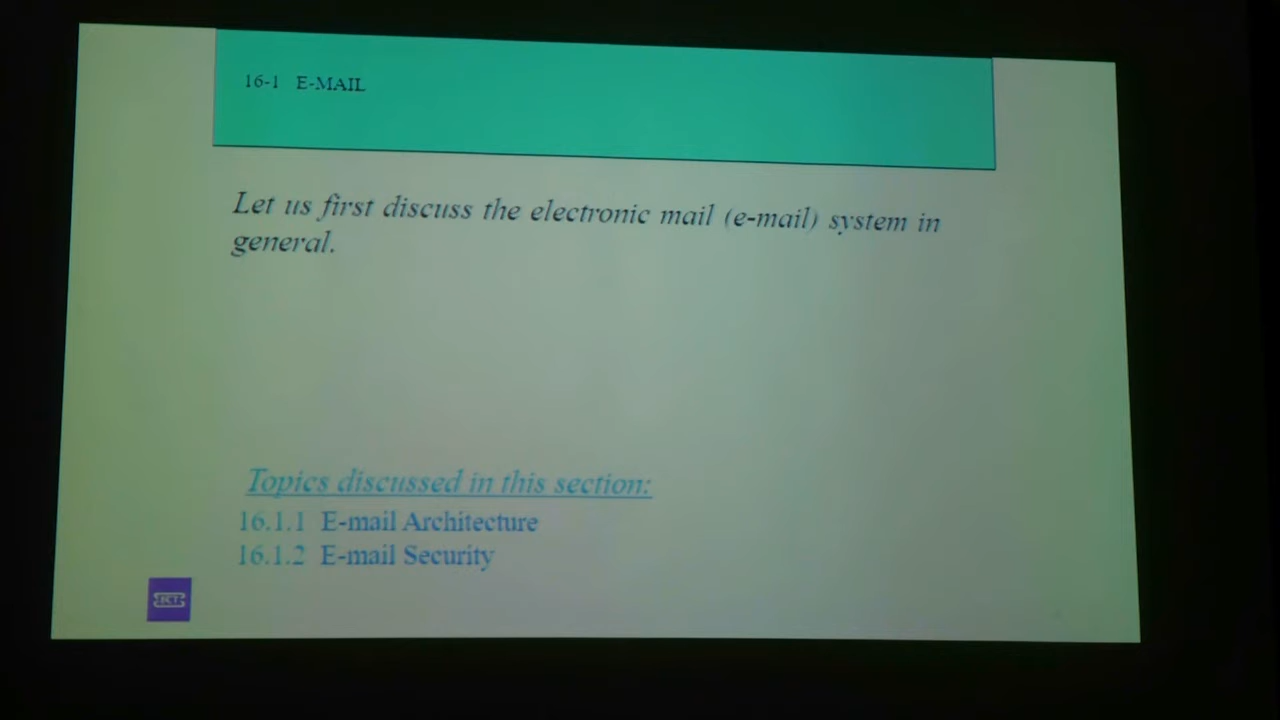 16-1 E-MAIL
Let us first discuss the electronic mail (e-mail) system in
general.
Topics discussed in this section:
16.1.1 E-mail Architecture
16.1.2 E-mail Security